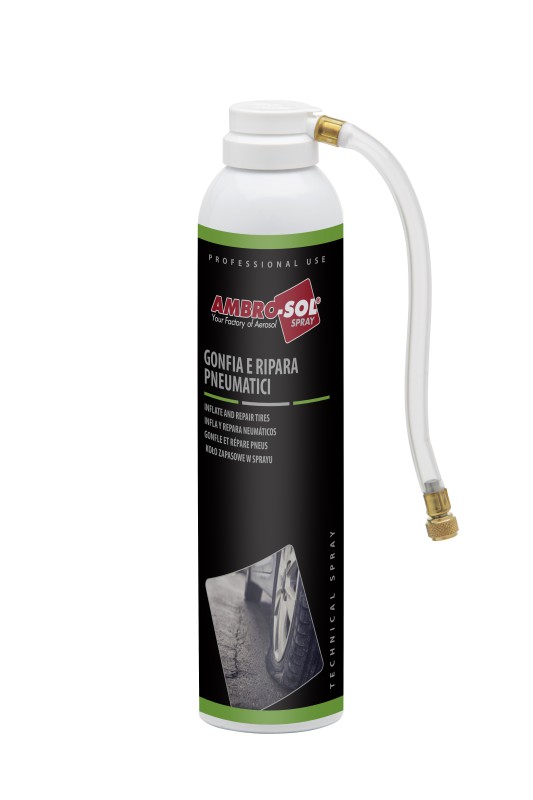 PROFESSIONAL USE
AMBRO-SOL®
Your Factory of Aerosol SPRAY
GONFIA E RIPARA
PNEUMATICI
INFLATE AND REPAIR TIRES
INFLA Y REPARA NEUMÁTICOS
GONFLE ET RÉPARE PNEUS
KOŁO ZAPASOWE W SPRAYU
TECHNICAL SPRAY